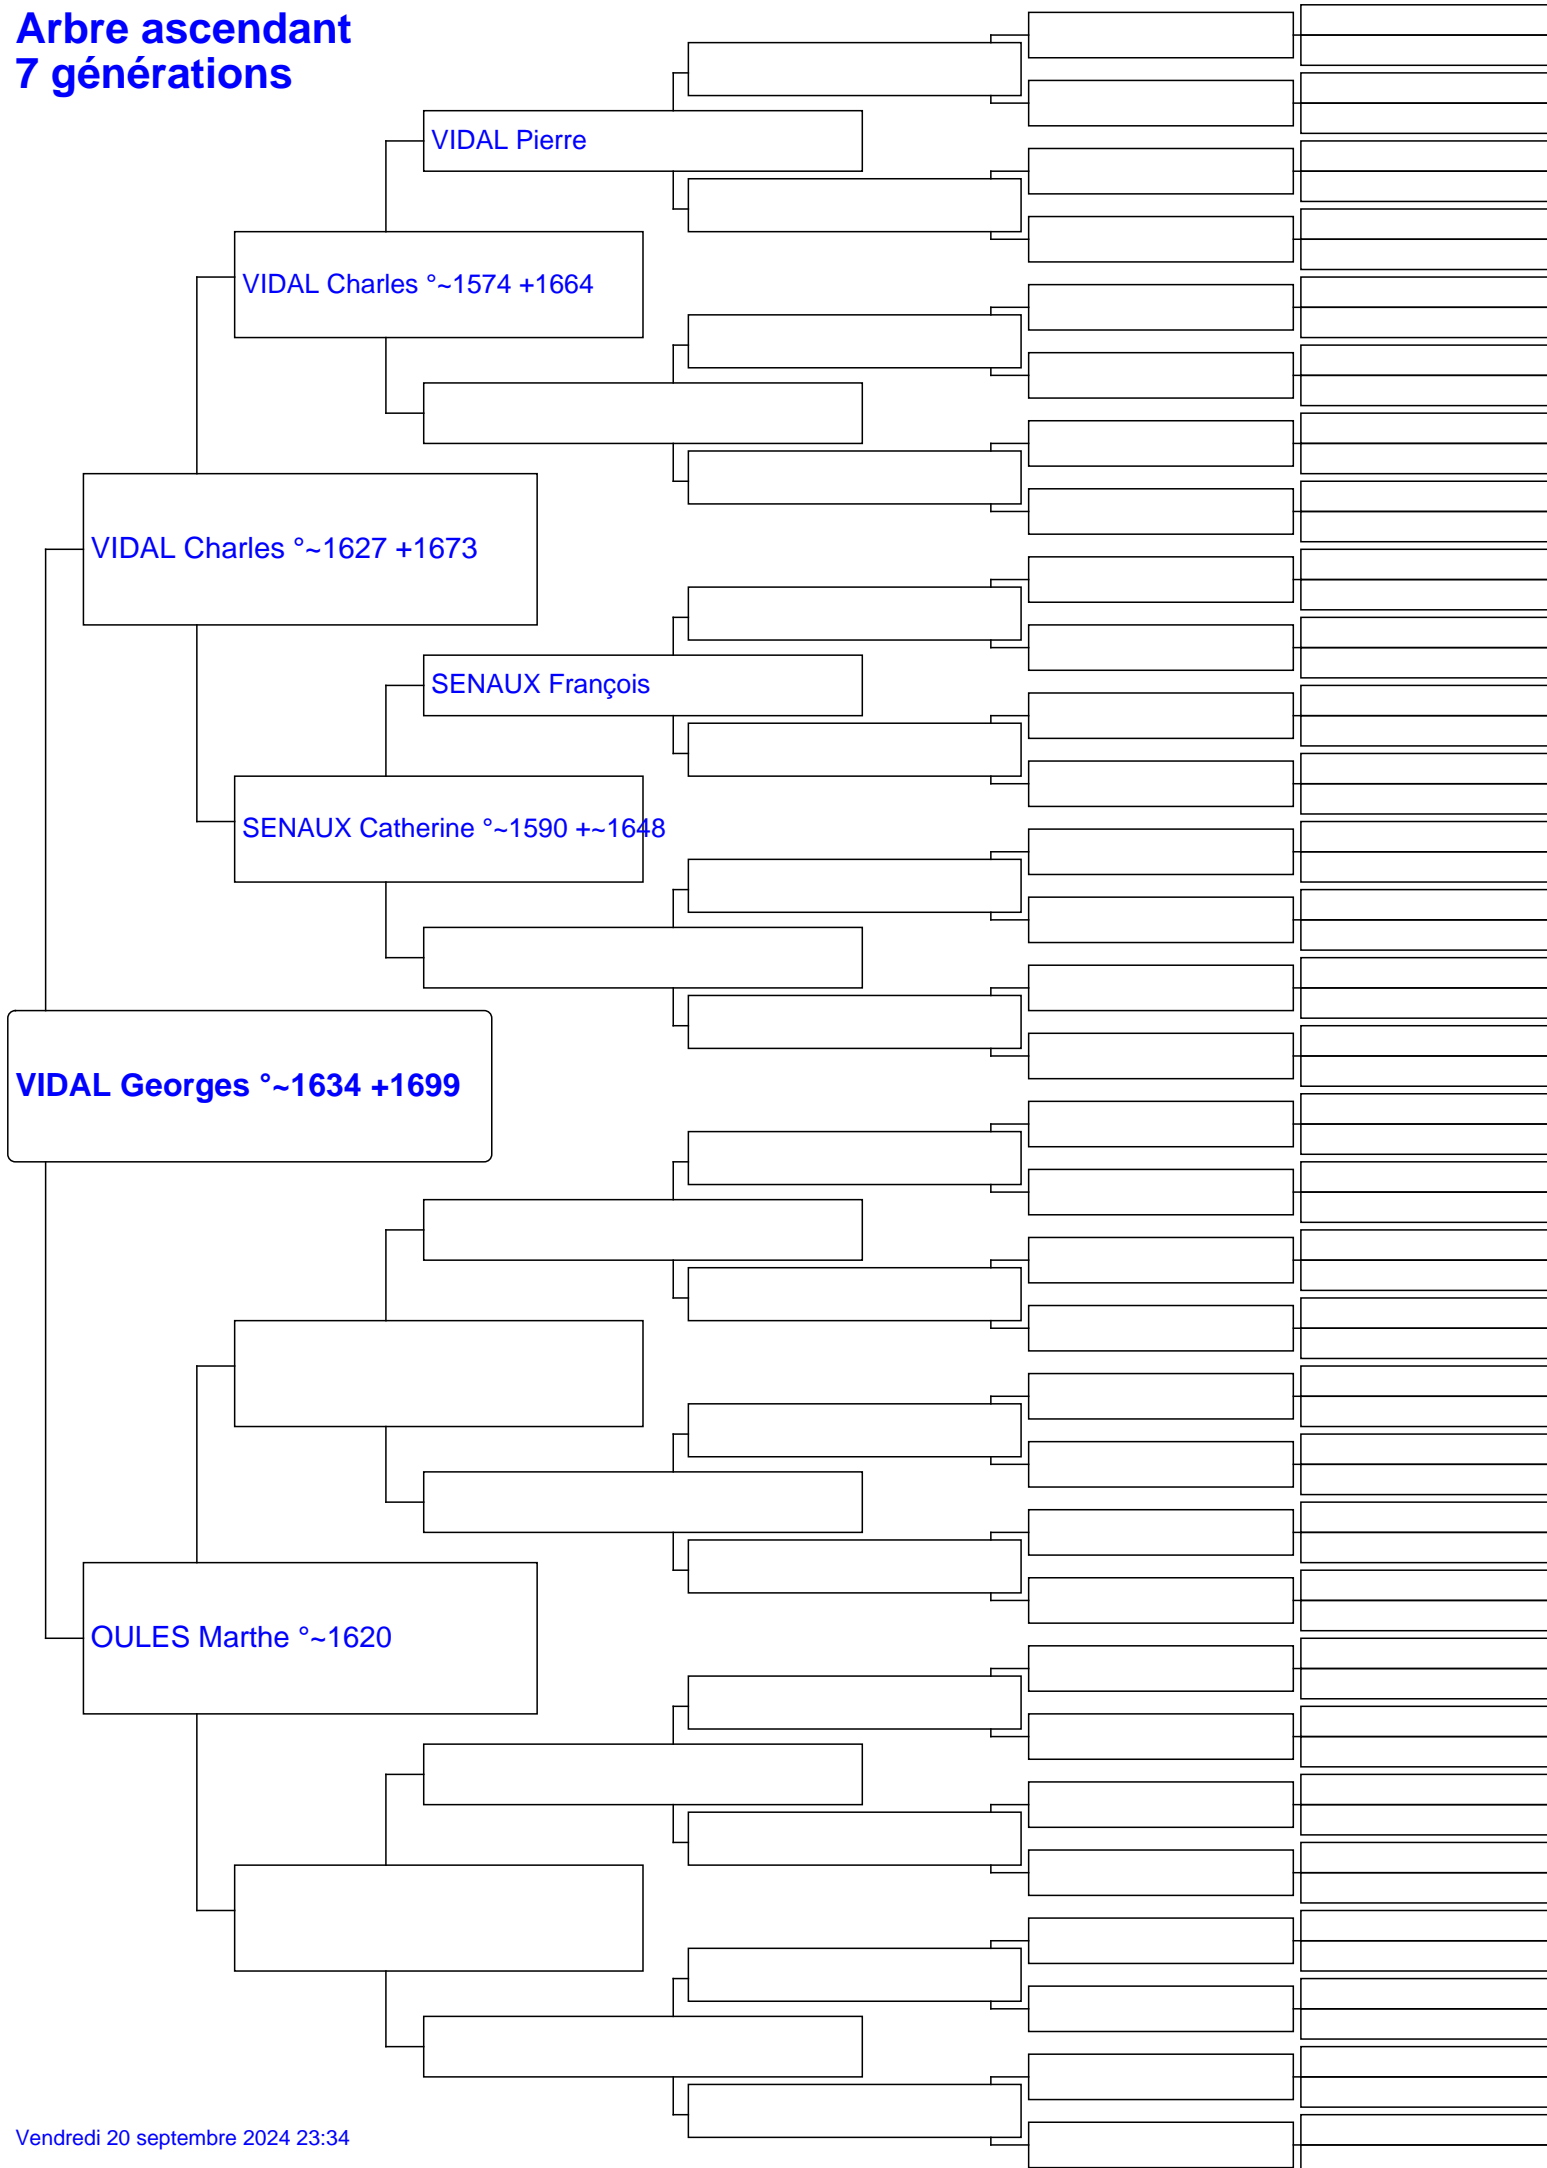 Arbre ascendant
7 générations
VIDAL Pierre
VIDAL Charles °~1574 +1664
VIDAL Charles °~1627 +1673
SENAUX François
SENAUX Catherine °~1590 +~1648
VIDAL Georges °~1634 +1699
OULES Marthe °~1620
Vendredi 20 septembre 2024 23:34